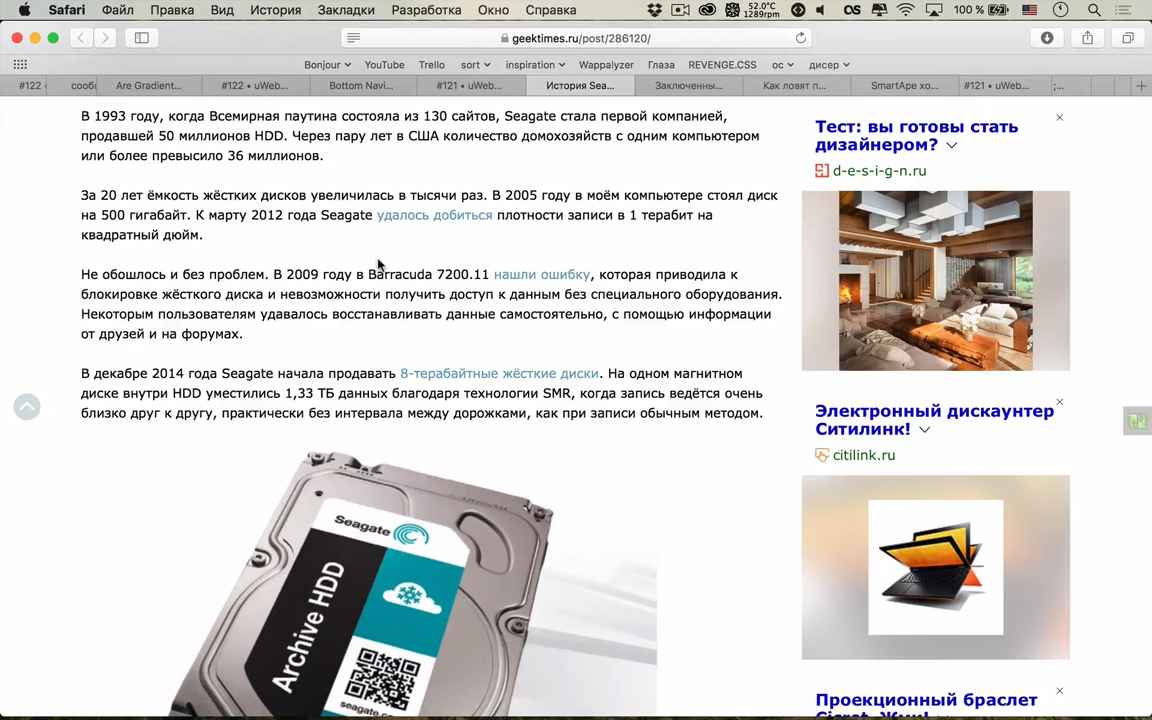 Safari Файл Правка Вид История Закладки Разработка Окно Справка 52.0°C 1289rpm 100 %
geektimes.ru/post/286120/
Bonjour YouTube Trello sort inspiration Wappalyzer Глаза REVENGE.CSS ос дисер
#122 сообщ Are Gradient... #122 • uWeb... Bottom Navi... #121 • uWeb... История Sea... Заключенны... Как ловят п... SmartApe хо... #121 • uWeb...
В 1993 году, когда Всемирная паутина состояла из 130 сайтов, Seagate стала первой компанией,
продавшей 50 миллионов HDD. Через пару лет в США количество домохозяйств с одним компьютером
или более превысило 36 миллионов.
За 20 лет ёмкость жёстких дисков увеличилась в тысячи раз. В 2005 году в моём компьютере стоял диск
на 500 гигабайт. К марту 2012 года Seagate удалось добиться плотности записи в 1 терабит на
квадратный дюйм.
Не обошлось и без проблем. В 2009 году в Barracuda 7200.11 нашли ошибку, которая приводила к
блокировке жёсткого диска и невозможности получить доступ к данным без специального оборудования.
Некоторым пользователям удавалось восстанавливать данные самостоятельно, с помощью информации
от друзей и на форумах.
В декабре 2014 года Seagate начала продавать 8-терабайтные жёсткие диски. На одном магнитном
диске внутри HDD уместились 1,33 ТБ данных благодаря технологии SMR, когда запись ведётся очень
близко друг к другу, практически без интервала между дорожками, как при записи обычным методом.
Seagate
Archive HDD
seagate.c
Тест: вы готовы стать
дизайнером?
d-e-s-i-g-n.ru
Электронный дискаунтер
Ситилинк!
citilink.ru
Проекционный браслет